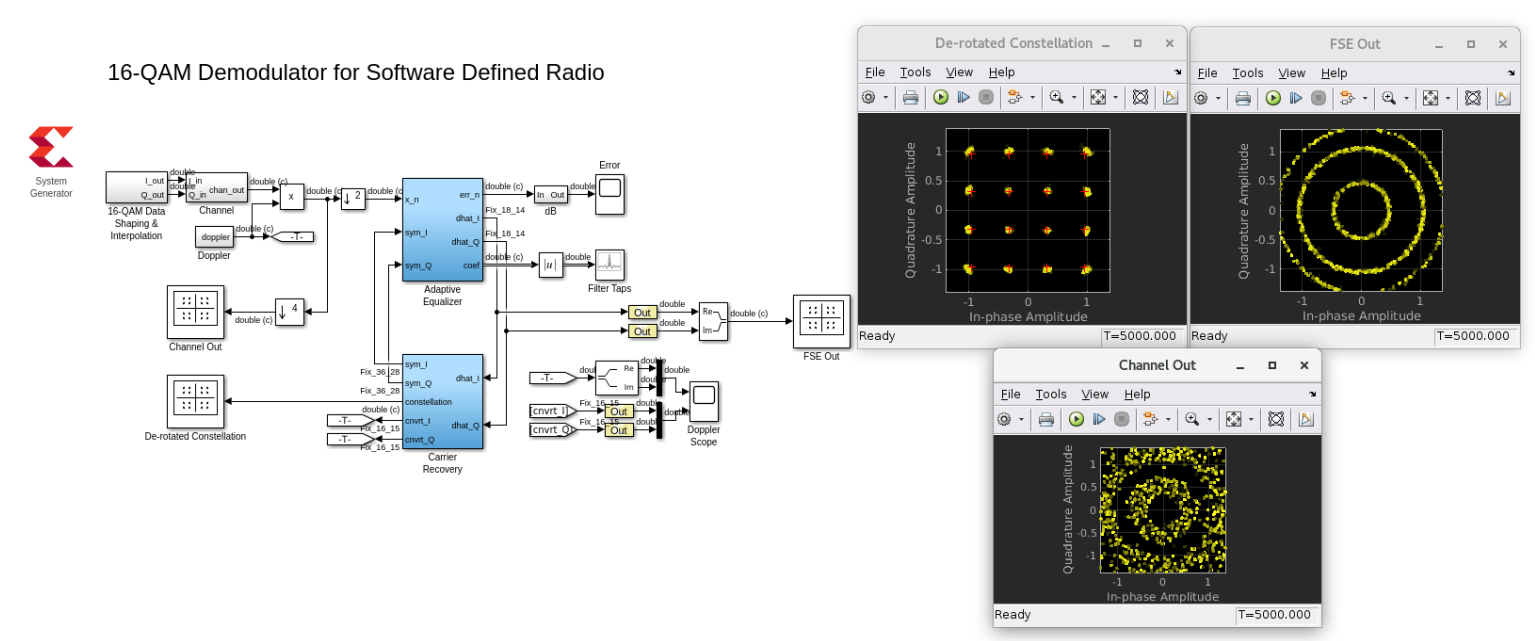 16-QAM Demodulator for Software Defined Radio
System
Generator
I_out
Q_out
16-QAM Data
Shaping &
Interpolation
double
double
I_in
Q_in
chan_out
Channel
double (c)
x
double (c
2
double (c)
doppler
Doppler
double (c)
-T-
x_n
sym_I
sym_Q
err_n
dhat_I
dhat_Q
coef
Adaptive
Equalizer
double (c)
Fix_18_14
Fix_18_14
double (c)
In Out
dB
double
Error
|u|
double
Filter Taps
Channel Out
double (c)
4
De-rotated Constellation
Fix_36_28
Fix_36_28
double (c)
Fix_16_15
Fix_16_15
-T-
-T-
sym_I
sym_Q
constellation
cnvrt_I
cnvrt_Q
dhat_I
dhat_Q
Carrier
Recovery
Out
Out
double
double
Re
Im
double (c)
FSE Out
-T-
doul
Re
Im
double
double
double
[cnvrt_I]
[cnvrt_Q]
Fix_16_15
Fix_16_15
Out
Out
double
double
double
Doppler
Scope
De-rotated Constellation
File Tools View Help
Quadrature Amplitude
1
0.5
0
-0.5
-1
-1 0 1
In-phase Amplitude
Ready
T=5000.000
FSE Out
File Tools View Help
Quadrature Amplitude
1
0.5
0
-0.5
-1
-1 0 1
In-phase Amplitude
Ready
T=5000.000
Channel Out
File Tools View Help
Quadrature Amplitude
1
0.5
0
-0.5
-1
-1 0 1
In-phase Amplitude
Ready
T=5000.000